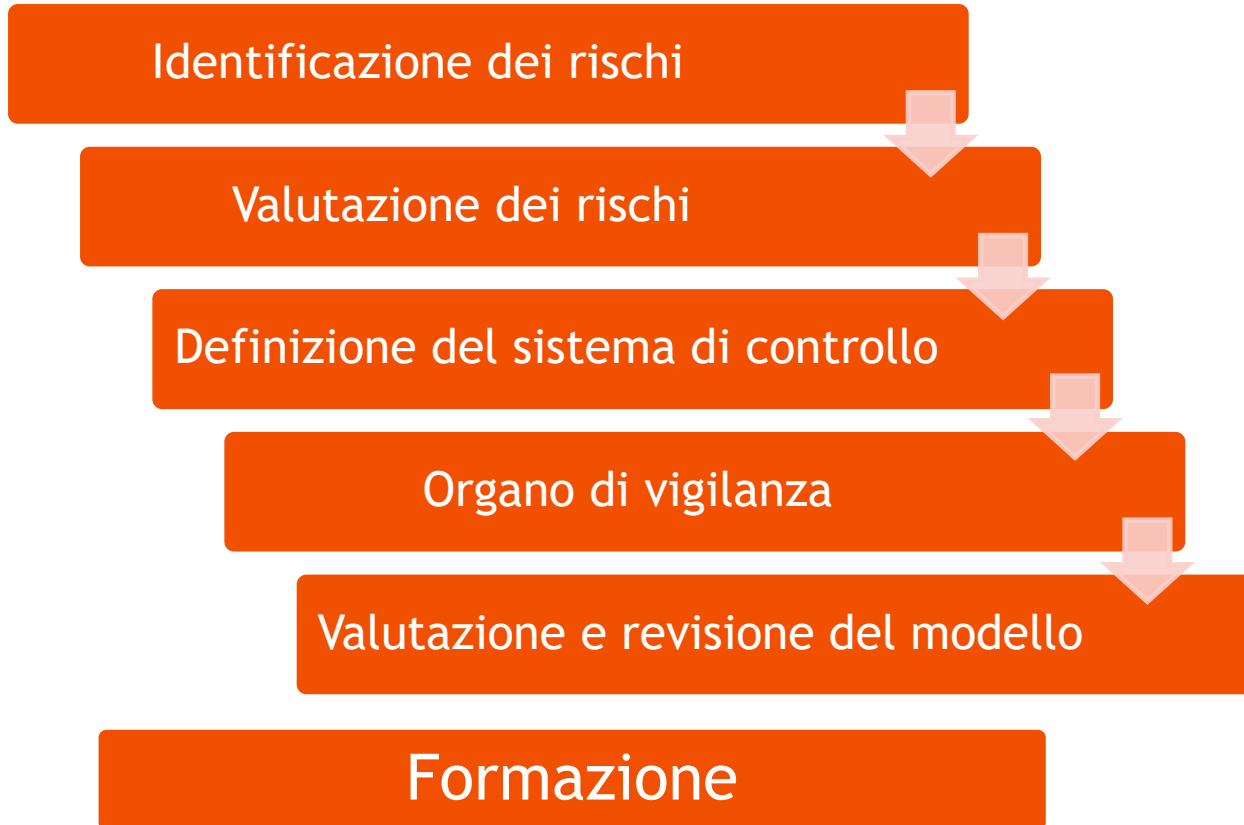 Identificazione dei rischi
Valutazione dei rischi
Definizione del sistema di controllo
Organo di vigilanza
Valutazione e revisione del modello
Formazione